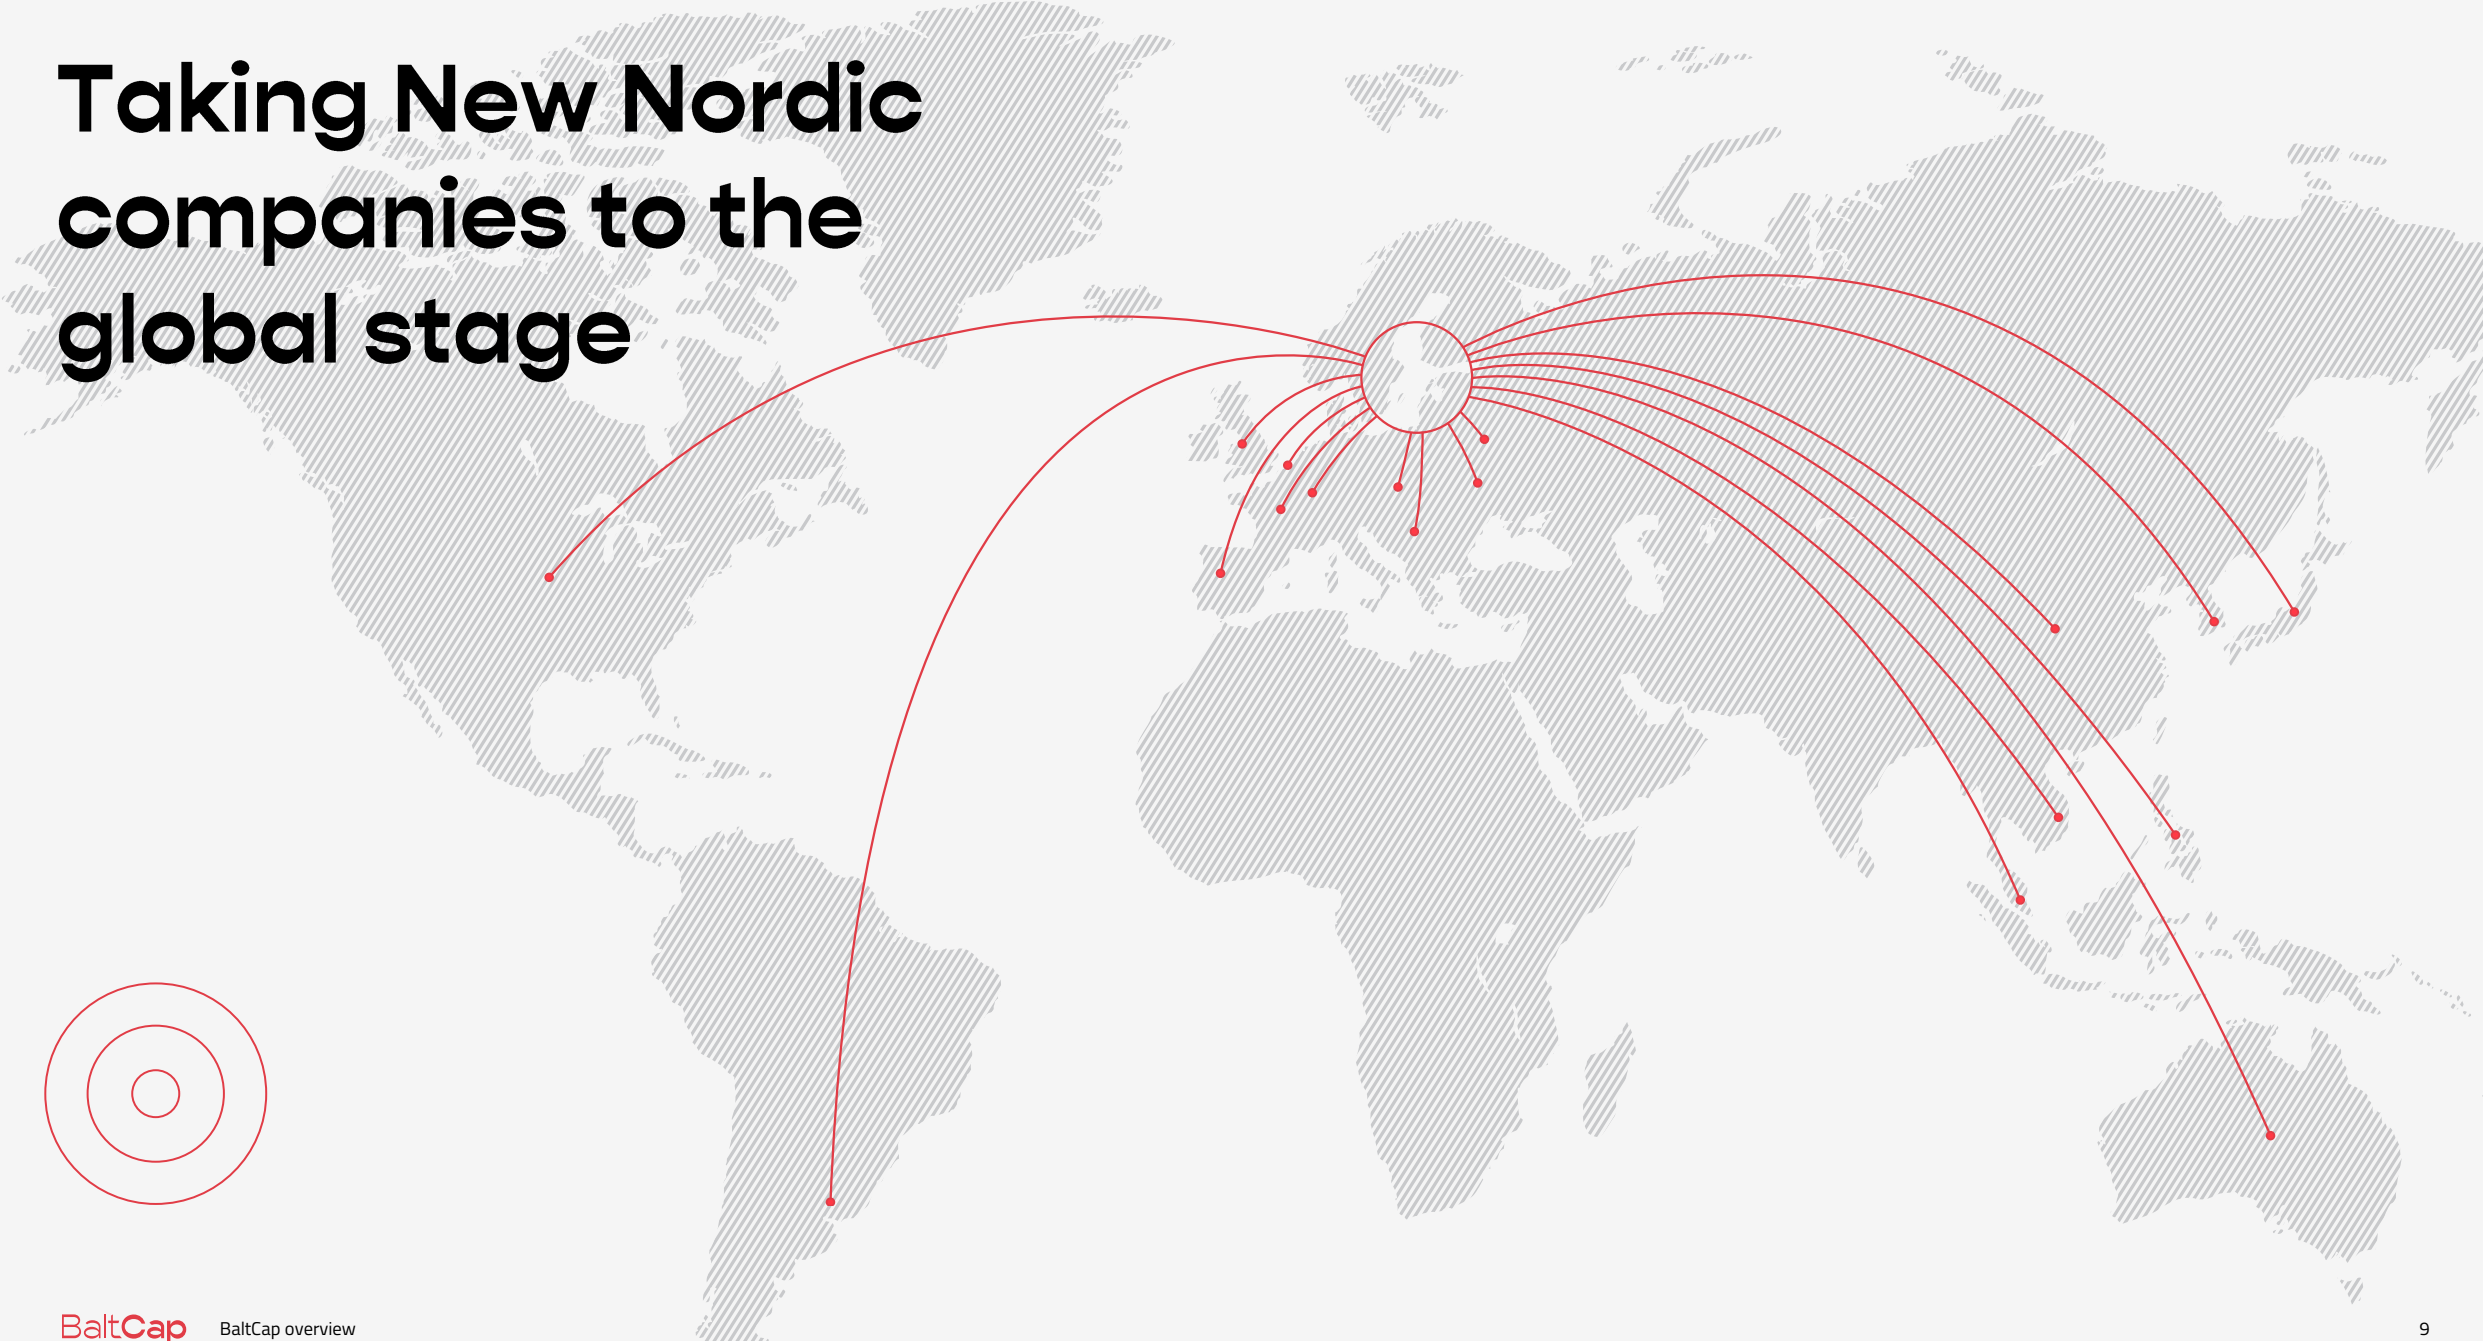 Taking New Nordic
companies to the
global stage
BaltCap
BaltCap overview
9